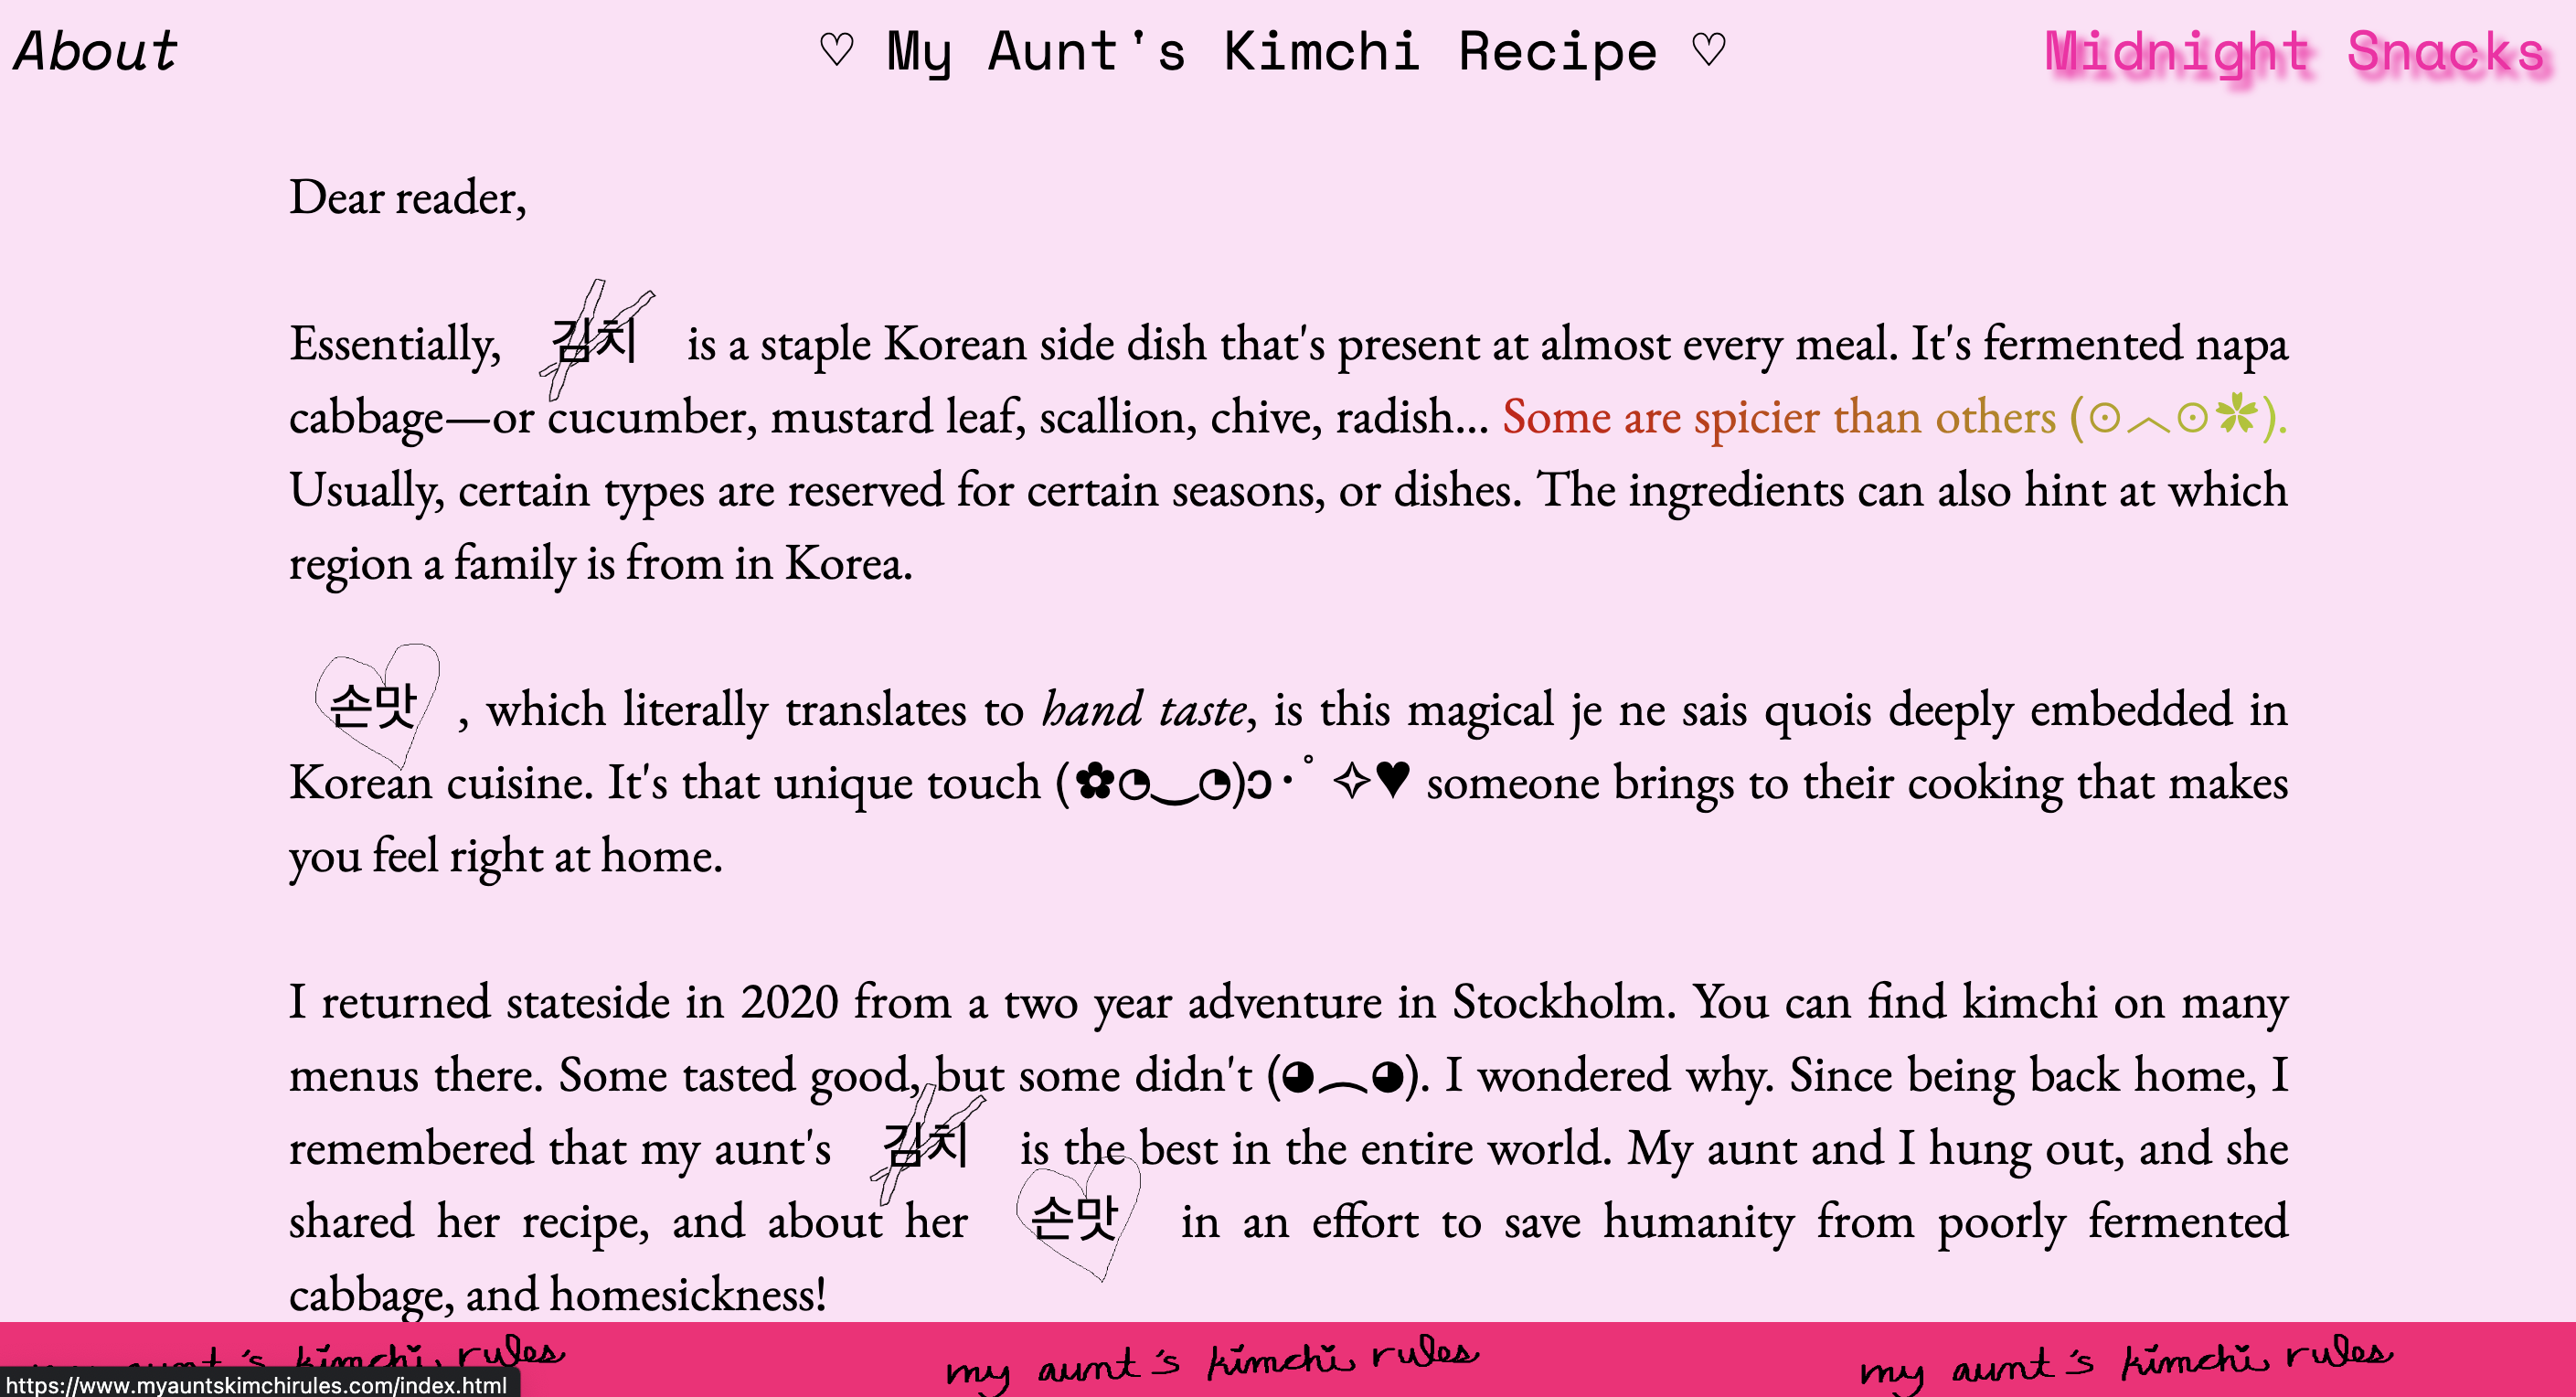 About ♡ My Aunt's Kimchi Recipe ♡ Midnight Snacks
Dear reader,
Essentially, 김치 is a staple Korean side dish that's present at almost every meal. It's fermented napa
cabbage—or cucumber, mustard leaf, scallion, chive, radish... Some are spicier than others (⊙︿⊙✿).
Usually, certain types are reserved for certain seasons, or dishes. The ingredients can also hint at which
region a family is from in Korea.
손맛 , which literally translates to hand taste, is this magical je ne sais quois deeply embedded in
Korean cuisine. It's that unique touch (✿◔‿◔)ɔ･ﾟ✧♥ someone brings to their cooking that makes
you feel right at home.
I returned stateside in 2020 from a two year adventure in Stockholm. You can find kimchi on many
menus there. Some tasted good, but some didn't (◕︵◕). I wondered why. Since being back home, I
remembered that my aunt's 김치 is the best in the entire world. My aunt and I hung out, and she
shared her recipe, and about her 손맛 in an effort to save humanity from poorly fermented
cabbage, and homesickness!
my aunt's kimchi rules my aunt's kimchi rules my aunt's kimchi rules
https://www.myauntskimchirules.com/index.html